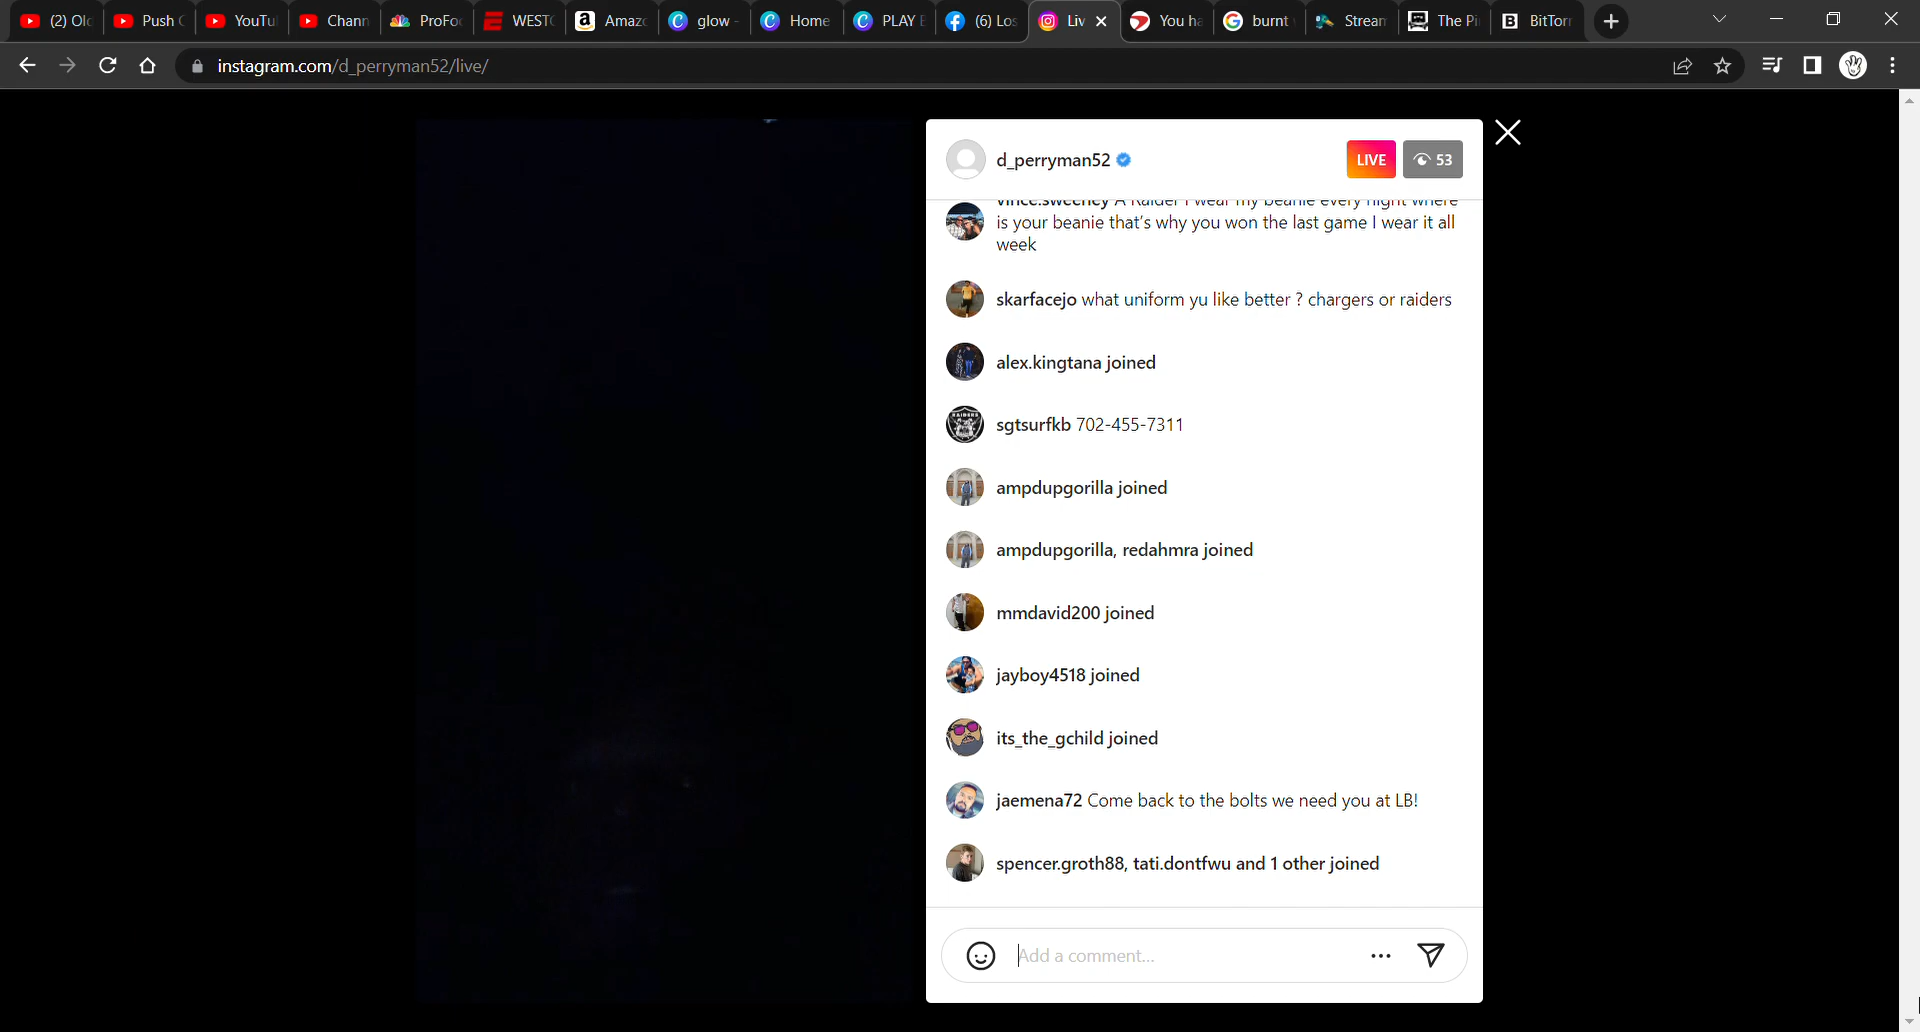 (2) Ol
Push
YouTu
Chann
ProFo
WEST
Amaz
glow -
Home
PLAY
(6) Los
Liv
You ha
burnt
Stream
The Pi
BitTor
instagram.com/d_perryman52/live/
d_perryman52
LIVE
53
vince.sweeney A Raider I wear my beanie every night where
is your beanie that's why you won the last game I wear it all
week
skarfacejo what uniform yu like better ? chargers or raiders
alex.kingtana joined
sgtsurfkb 702-455-7311
ampdupgorilla joined
ampdupgorilla, redahmra joined
mmdavid200 joined
jayboy4518 joined
its_the_gchild joined
jaemena72 Come back to the bolts we need you at LB!
spencer.groth88, tati.dontfwu and 1 other joined
Add a comment...